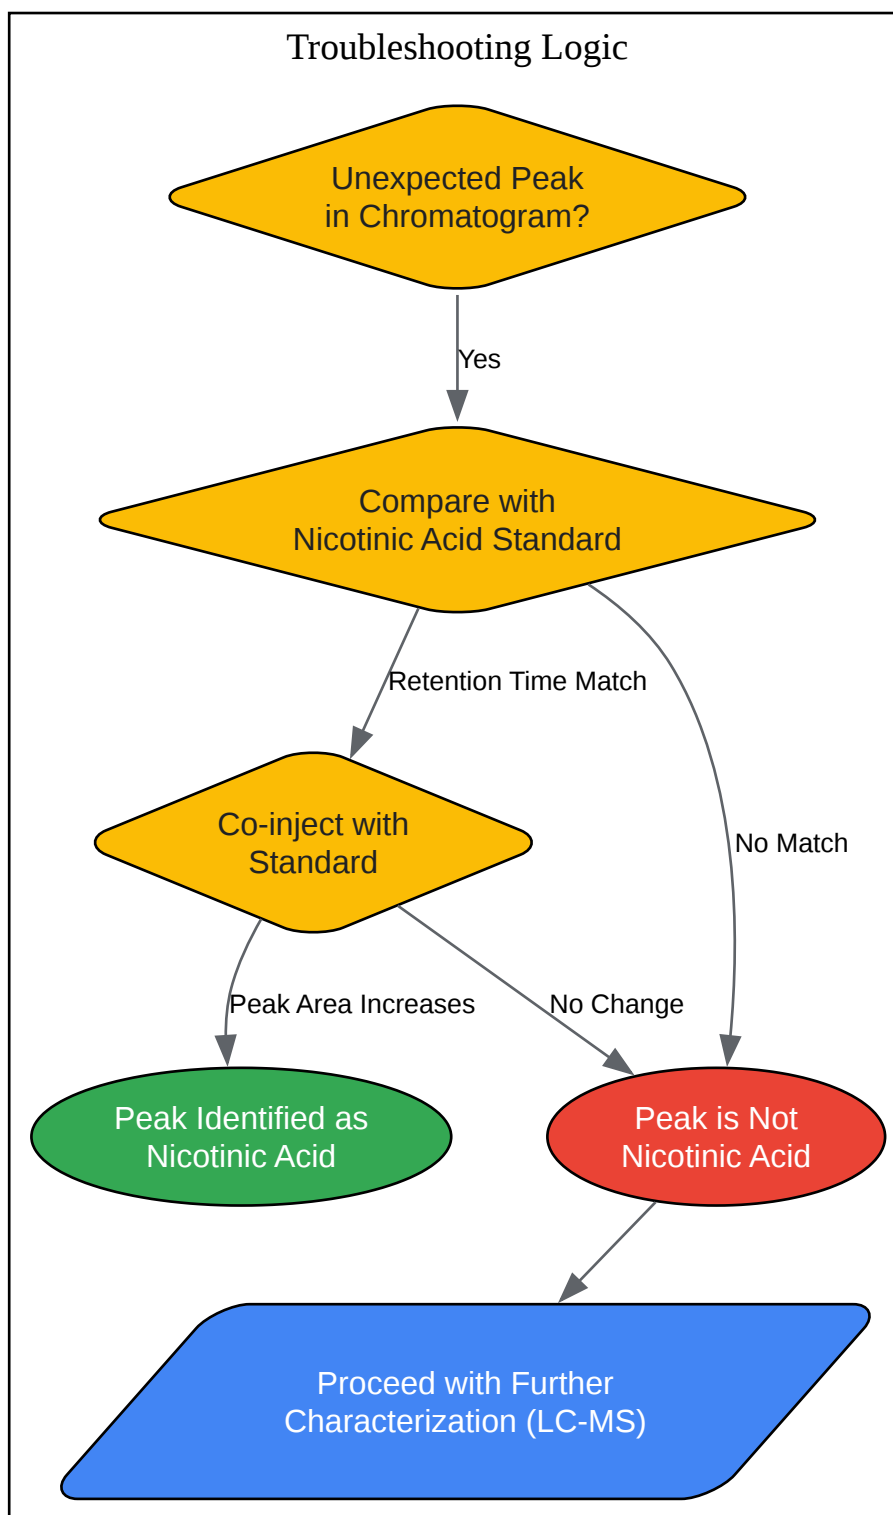 Troubleshooting Logic
Unexpected Peak
in Chromatogram?
Yes
Compare with
Nicotinic Acid Standard
Retention Time Match
Co-inject with
Standard
No Match
Peak Area Increases
No Change
Peak Identified as
Nicotinic Acid
Peak is Not
Nicotinic Acid
Proceed with Further
Characterization (LC-MS)